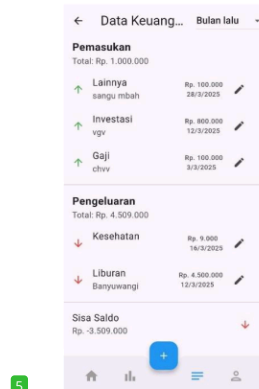 Data Keuang... Bulan lalu
Pemasukan
Total: Rp. 1.000.000
Lainnya Rp. 100.000
sangu mbah 28/3/2025
Investasi Rp. 800.000
vgv 12/3/2025
Gaji Rp. 100.000
chvv 3/3/2025
Pengeluaran
Total: Rp. 4.509.000
Kesehatan Rp. 9.000
16/3/2025
Liburan Rp. 4.500.000
Banyuwangi 12/3/2025
Sisa Saldo
Rp. -3.509.000
5